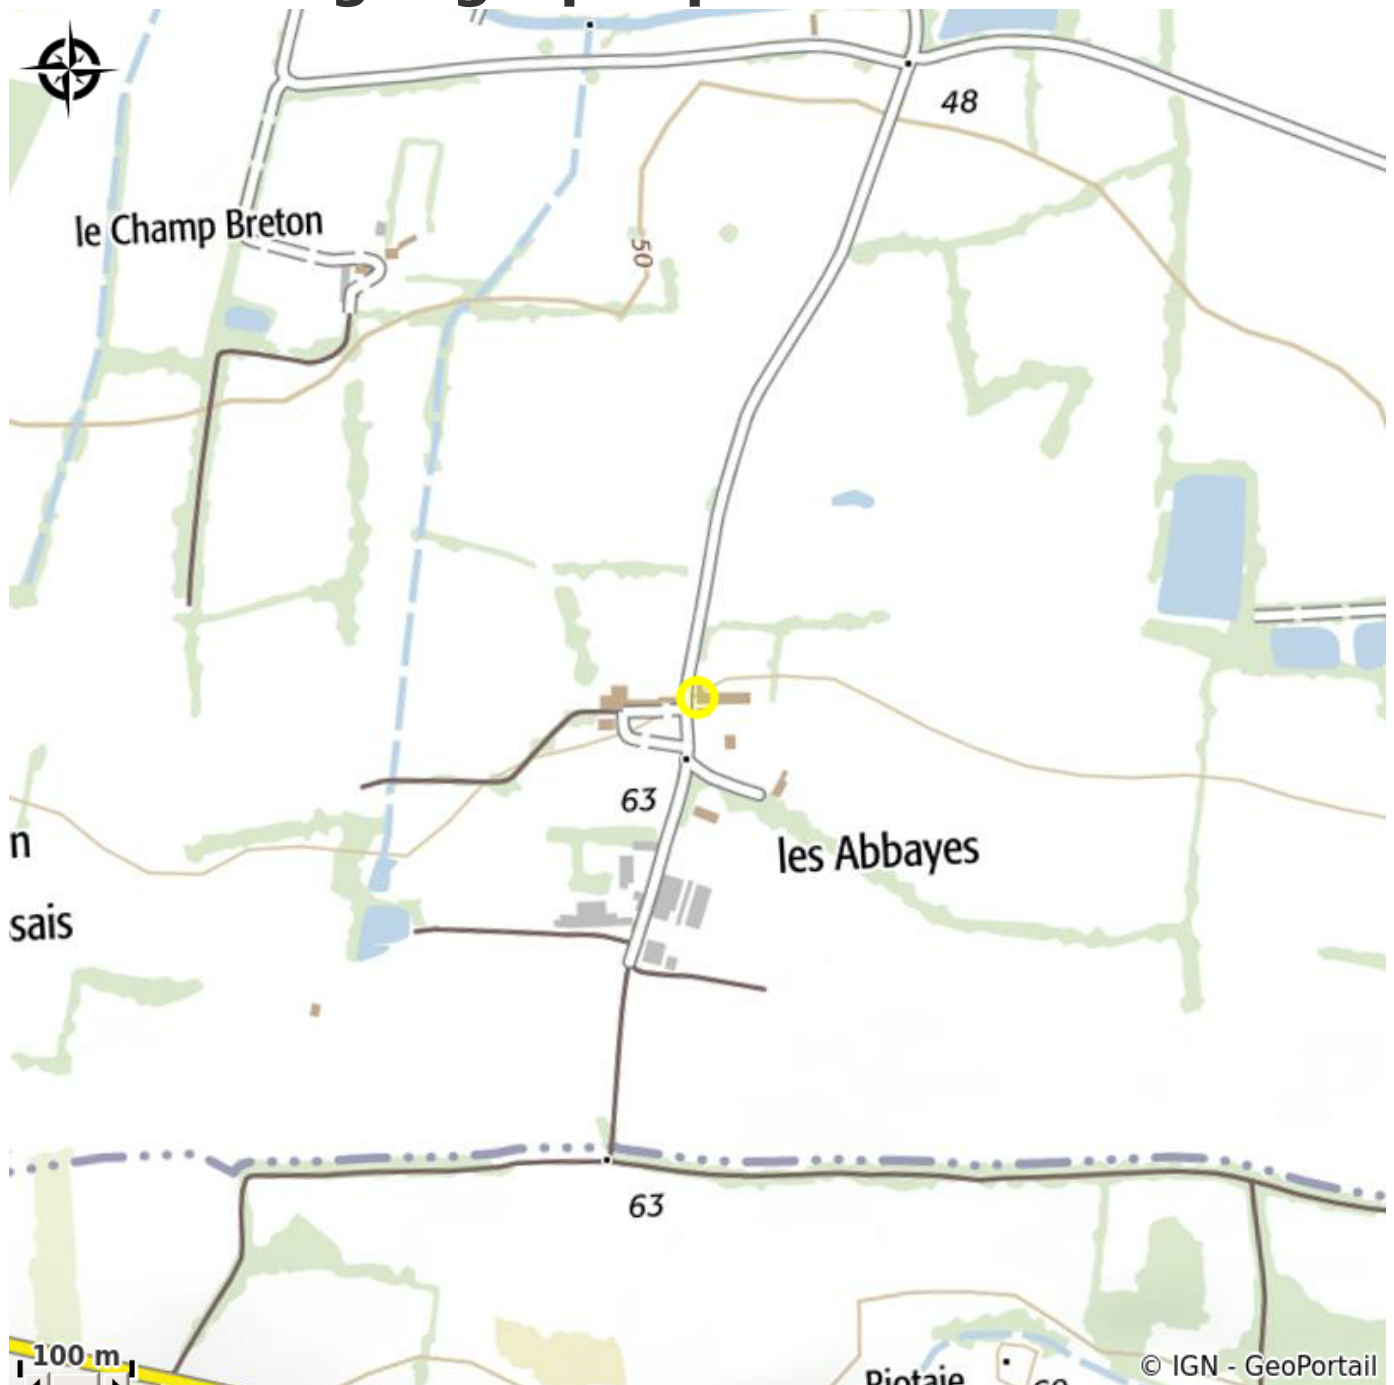 48
le Champ Breton
50
63
les Abbayes
n
sais
63
100 m
© IGN - GeoPortail
Piotaie